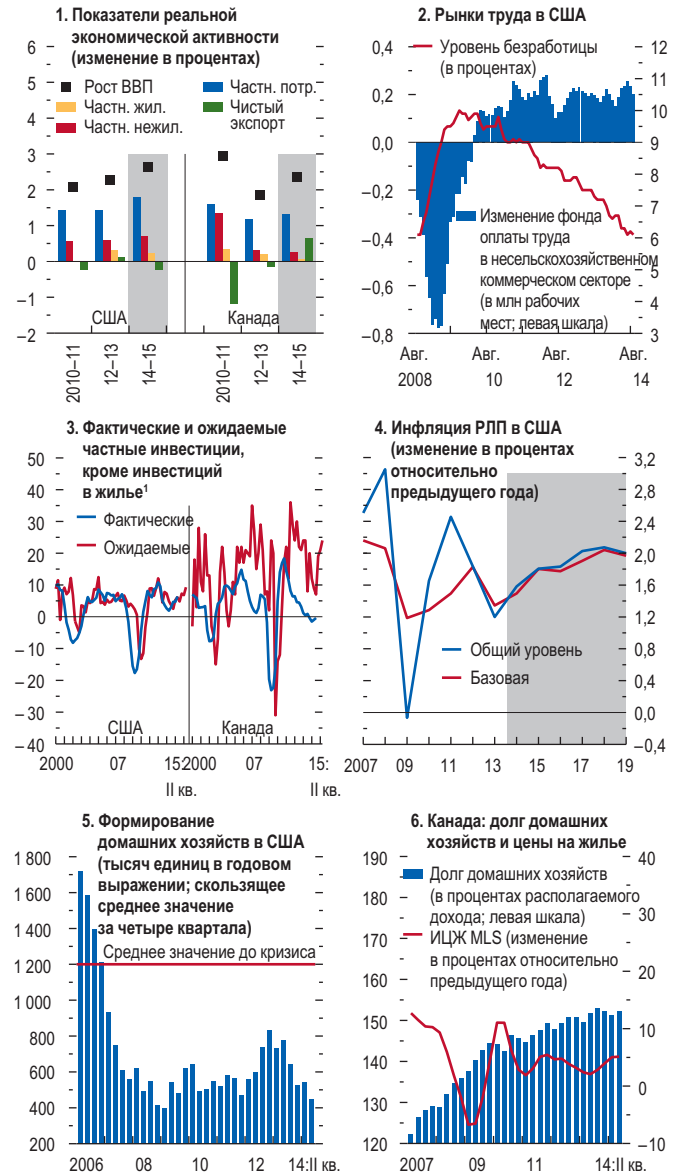 1. Показатели реальной
экономической активности
(изменение в процентах)
6
5
4
3
2
1
0
–1
–2
Рост ВВП
Частн. жил.
Частн. нежил.
Частн. потр.
Чистый
экспорт
США
Канада
2010–11
12–13
14–15
2010–11
12–13
14–15
2. Рынки труда в США
0,4
0,2
0,0
–0,2
–0,4
–0,6
–0,8
12
11
10
9
8
7
6
5
4
3
Уровень безработицы
(в процентах)
Изменение фонда
оплаты труда
в несельскохозяйственном
коммерческом секторе
(в млн рабочих
мест; левая шкала)
Авг. Авг. Авг. Авг.
2008 10 12 14
3. Фактические и ожидаемые
частные инвестиции,
кроме инвестиций
в жилье¹
50
40
30
20
10
0
–10
–20
–30
–40
Фактические
Ожидаемые
США
Канада
2000 07 15:
II кв.
2000 07 15:
II кв.
4. Инфляция РЛП в США
(изменение в процентах
относительно
предыдущего года)
3,2
2,8
2,4
2,0
1,6
1,2
0,8
0,4
0,0
–0,4
Общий уровень
Базовая
2007 09 11 13 15 17 19
5. Формирование
домашних хозяйств в США
(тысяч единиц в годовом
выражении; скользящее
среднее значение
за четыре квартала)
1 800
1 600
1 400
1 200
1 000
800
600
400
200
Среднее значение до кризиса
2006 08 10 12 14:II кв.
6. Канада: долг домашних
хозяйств и цены на жилье
190
180
170
160
150
140
130
120
40
30
20
10
0
–10
Долг домашних хозяйств
(в процентах располагаемого
дохода; левая шкала)
ИЦЖ MLS (изменение
в процентах относительно
предыдущего года)
2007 09 11 14:II кв.